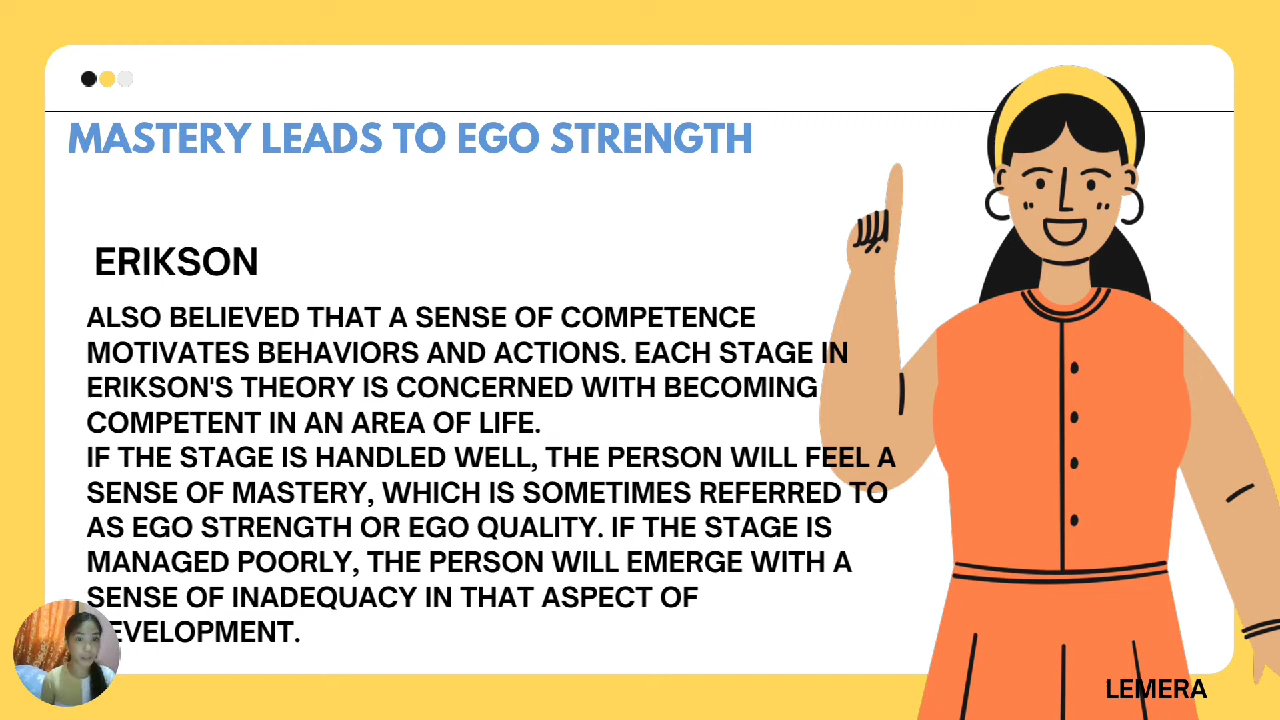 MASTERY LEADS TO EGO STRENGTH
ERIKSON
ALSO BELIEVED THAT A SENSE OF COMPETENCE
MOTIVATES BEHAVIORS AND ACTIONS. EACH STAGE IN
ERIKSON'S THEORY IS CONCERNED WITH BECOMING
COMPETENT IN AN AREA OF LIFE.
IF THE STAGE IS HANDLED WELL, THE PERSON WILL FEEL A
SENSE OF MASTERY, WHICH IS SOMETIMES REFERRED TO
AS EGO STRENGTH OR EGO QUALITY. IF THE STAGE IS
MANAGED POORLY, THE PERSON WILL EMERGE WITH A
SENSE OF INADEQUACY IN THAT ASPECT OF
DEVELOPMENT.
LEMERA